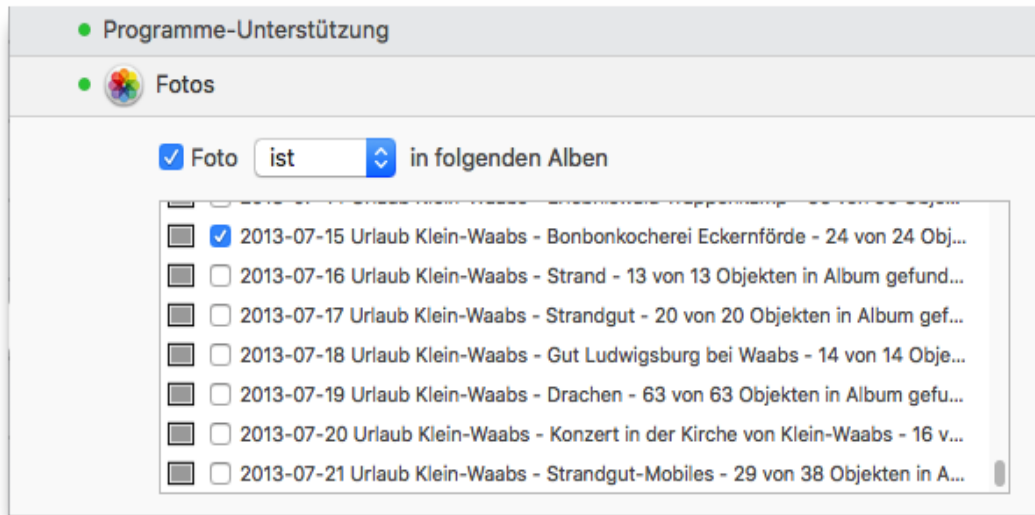 Programme-Unterstützung
Fotos
Foto ist in folgenden Alben
2013-07-15 Urlaub Klein-Waabs - Bonbonkocherei Eckernförde - 24 von 24 Obj...
2013-07-16 Urlaub Klein-Waabs - Strand - 13 von 13 Objekten in Album gefund...
2013-07-17 Urlaub Klein-Waabs - Strandgut - 20 von 20 Objekten in Album gef...
2013-07-18 Urlaub Klein-Waabs - Gut Ludwigsburg bei Waabs - 14 von 14 Obje...
2013-07-19 Urlaub Klein-Waabs - Drachen - 63 von 63 Objekten in Album gefu...
2013-07-20 Urlaub Klein-Waabs - Konzert in der Kirche von Klein-Waabs - 16 v...
2013-07-21 Urlaub Klein-Waabs - Strandgut-Mobiles - 29 von 38 Objekten in A...